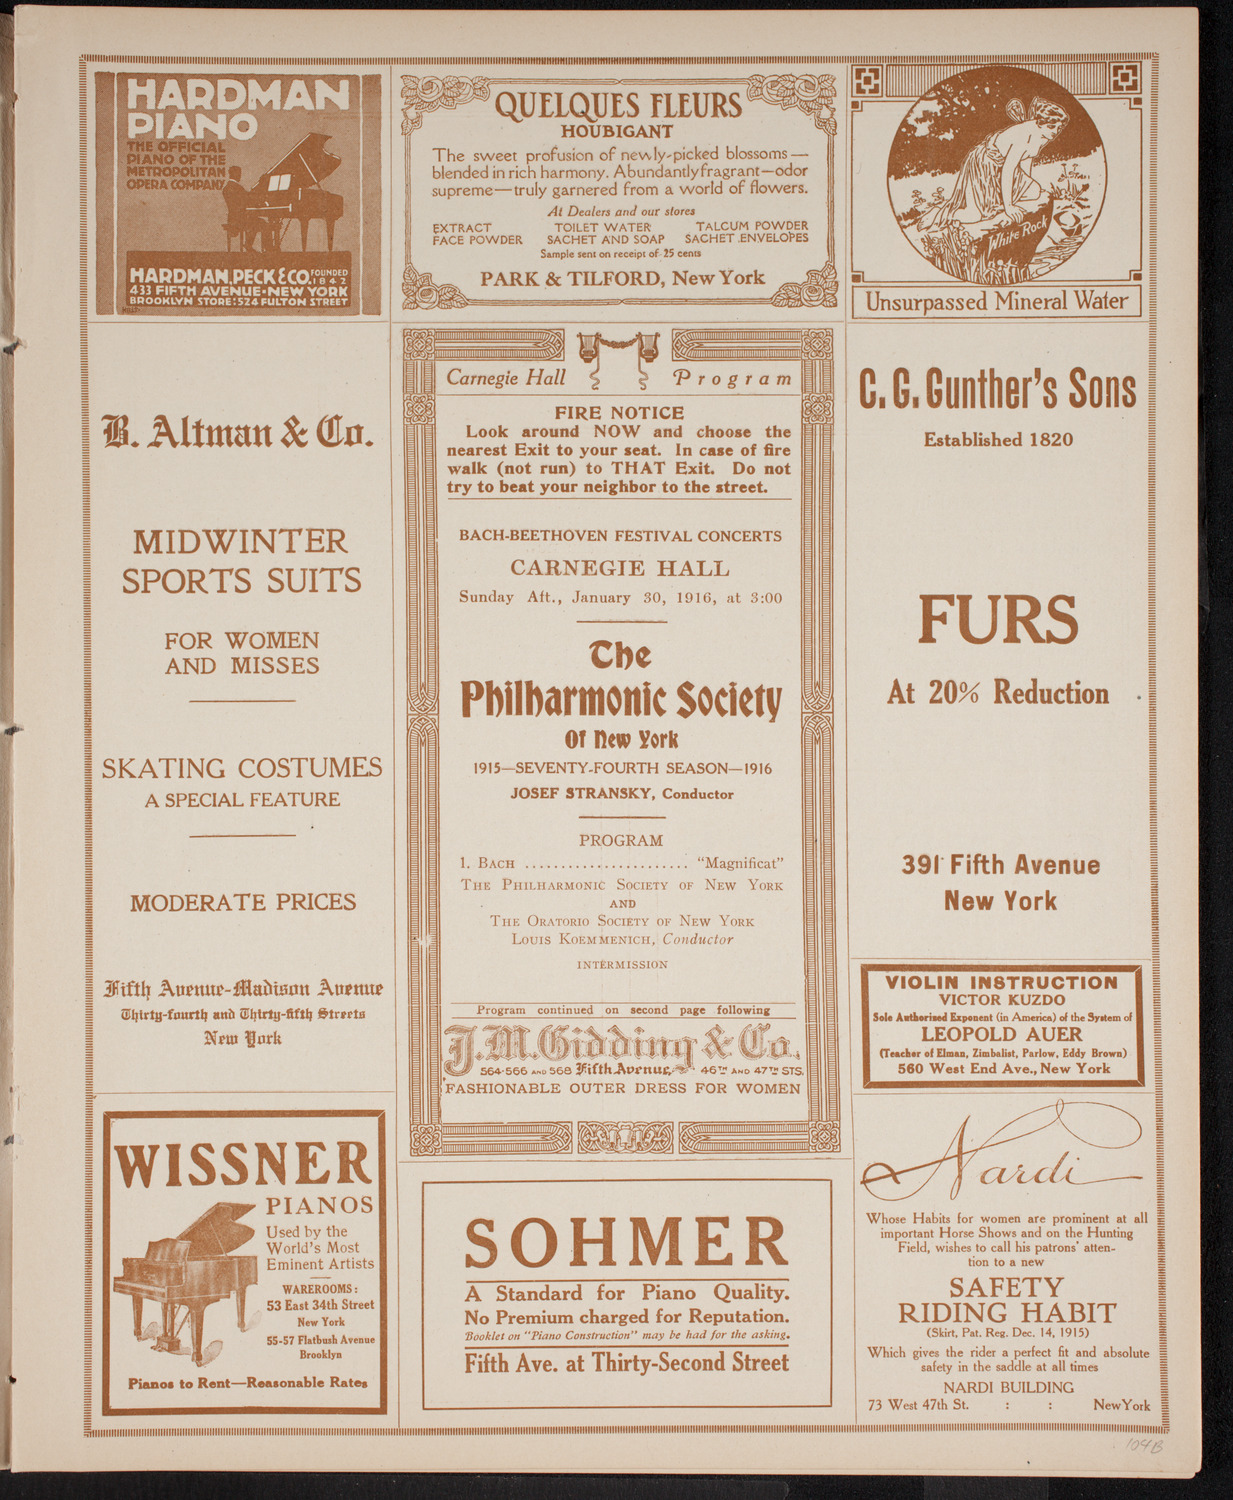 HARDMAN
PIANO
THE OFFICIAL
PIANO OF THE
METROPOLITAN
OPERA COMPANY
HARDMAN, PECK & CO. FOUNDED 1842
433 FIFTH AVENUE-NEW YORK
BROOKLYN STORE: 524 FULTON STREET
QUELQUES FLEURS
HOUBIGANT
The sweet profusion of newly-picked blossoms—
blended in rich harmony. Abundantly fragrant—odor
supreme—truly garnered from a world of flowers.
At Dealers and our stores
EXTRACT TOILET WATER TALCUM POWDER
FACE POWDER SACHET AND SOAP SACHET ENVELOPES
Sample sent on receipt of 25 cents
PARK & TILFORD, New York
White Rock
Unsurpassed Mineral Water
B. Altman & Co.
MIDWINTER
SPORTS SUITS
FOR WOMEN
AND MISSES
SKATING COSTUMES
A SPECIAL FEATURE
MODERATE PRICES
Fifth Avenue-Madison Avenue
Thirty-fourth and Thirty-fifth Streets
New York
Carnegie Hall Program
FIRE NOTICE
Look around NOW and choose the
nearest Exit to your seat. In case of fire
walk (not run) to THAT Exit. Do not
try to beat your neighbor to the street.
BACH-BEETHOVEN FESTIVAL CONCERTS
CARNEGIE HALL
Sunday Aft., January 30, 1916, at 3:00
The
Philharmonic Society
Of New York
1915—SEVENTY-FOURTH SEASON—1916
JOSEF STRANSKY, Conductor
PROGRAM
1. BACH ...................... "Magnificat"
THE PHILHARMONIC SOCIETY OF NEW YORK
AND
THE ORATORIO SOCIETY OF NEW YORK
LOUIS KOEMMENICH, Conductor
INTERMISSION
Program continued on second page following
J.M. Gidding & Co.
564-566 AND 568 Fifth Avenue, 46TH AND 47TH STS.
FASHIONABLE OUTER DRESS FOR WOMEN
C. G. Gunther's Sons
Established 1820
FURS
At 20% Reduction
391 Fifth Avenue
New York
VIOLIN INSTRUCTION
VICTOR KUZDO
Sole Authorized Exponent (in America) of the System of
LEOPOLD AUER
(Teacher of Elman, Zimbalist, Parlow, Eddy Brown)
560 West End Ave., New York
WISSNER
PIANOS
Used by the
World's Most
Eminent Artists
WAREROOMS:
53 East 34th Street
New York
55-57 Flatbush Avenue
Brooklyn
Pianos to Rent—Reasonable Rates
SOHMER
A Standard for Piano Quality.
No Premium charged for Reputation.
Booklet on "Piano Construction" may be had for the asking.
Fifth Ave. at Thirty-Second Street
Nardi
Whose Habits for women are prominent at all
important Horse Shows and on the Hunting
Field, wishes to call his patrons' atten-
tion to a new
SAFETY
RIDING HABIT
(Skirt, Pat. Reg. Dec. 14, 1915)
Which gives the rider a perfect fit and absolute
safety in the saddle at all times
NARDI BUILDING
73 West 47th St. : : New York
104B